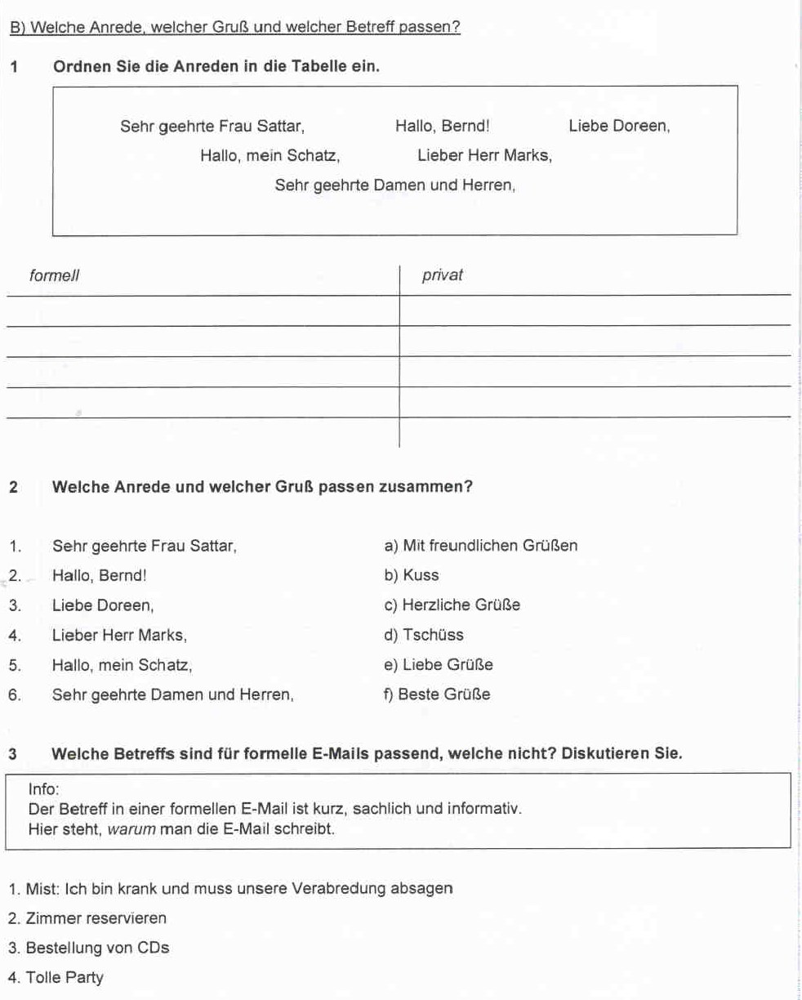 B) Welche Anrede, welcher Gruß und welcher Betreff passen?
1 Ordnen Sie die Anreden in die Tabelle ein.
Sehr geehrte Frau Sattar, Hallo, Bernd! Liebe Doreen,
Hallo, mein Schatz, Lieber Herr Marks,
Sehr geehrte Damen und Herren,
formell privat
2 Welche Anrede und welcher Gruß passen zusammen?
1. Sehr geehrte Frau Sattar, a) Mit freundlichen Grüßen
2. Hallo, Bernd! b) Kuss
3. Liebe Doreen, c) Herzliche Grüße
4. Lieber Herr Marks, d) Tschüss
5. Hallo, mein Schatz, e) Liebe Grüße
6. Sehr geehrte Damen und Herren, f) Beste Grüße
3 Welche Betreffs sind für formelle E-Mails passend, welche nicht? Diskutieren Sie.
Info:
Der Betreff in einer formellen E-Mail ist kurz, sachlich und informativ.
Hier steht, warum man die E-Mail schreibt.
1. Mist: Ich bin krank und muss unsere Verabredung absagen
2. Zimmer reservieren
3. Bestellung von CDs
4. Tolle Party